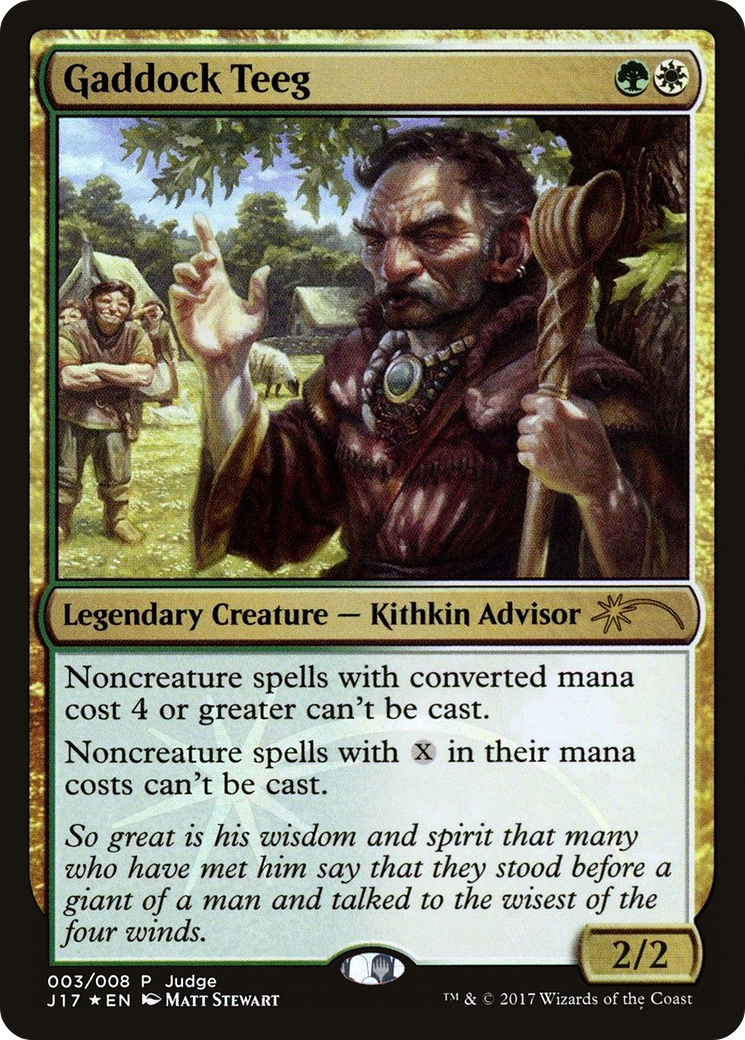 Gaddock Teeg
Legendary Creature — Kithkin Advisor
Noncreature spells with converted mana
cost 4 or greater can't be cast.
Noncreature spells with X in their mana
costs can't be cast.
So great is his wisdom and spirit that many
who have met him say that they stood before a
giant of a man and talked to the wisest of the
four winds.
2/2
003/008 P Judge
J17 ★ EN Matt Stewart
™ & © 2017 Wizards of the Coast